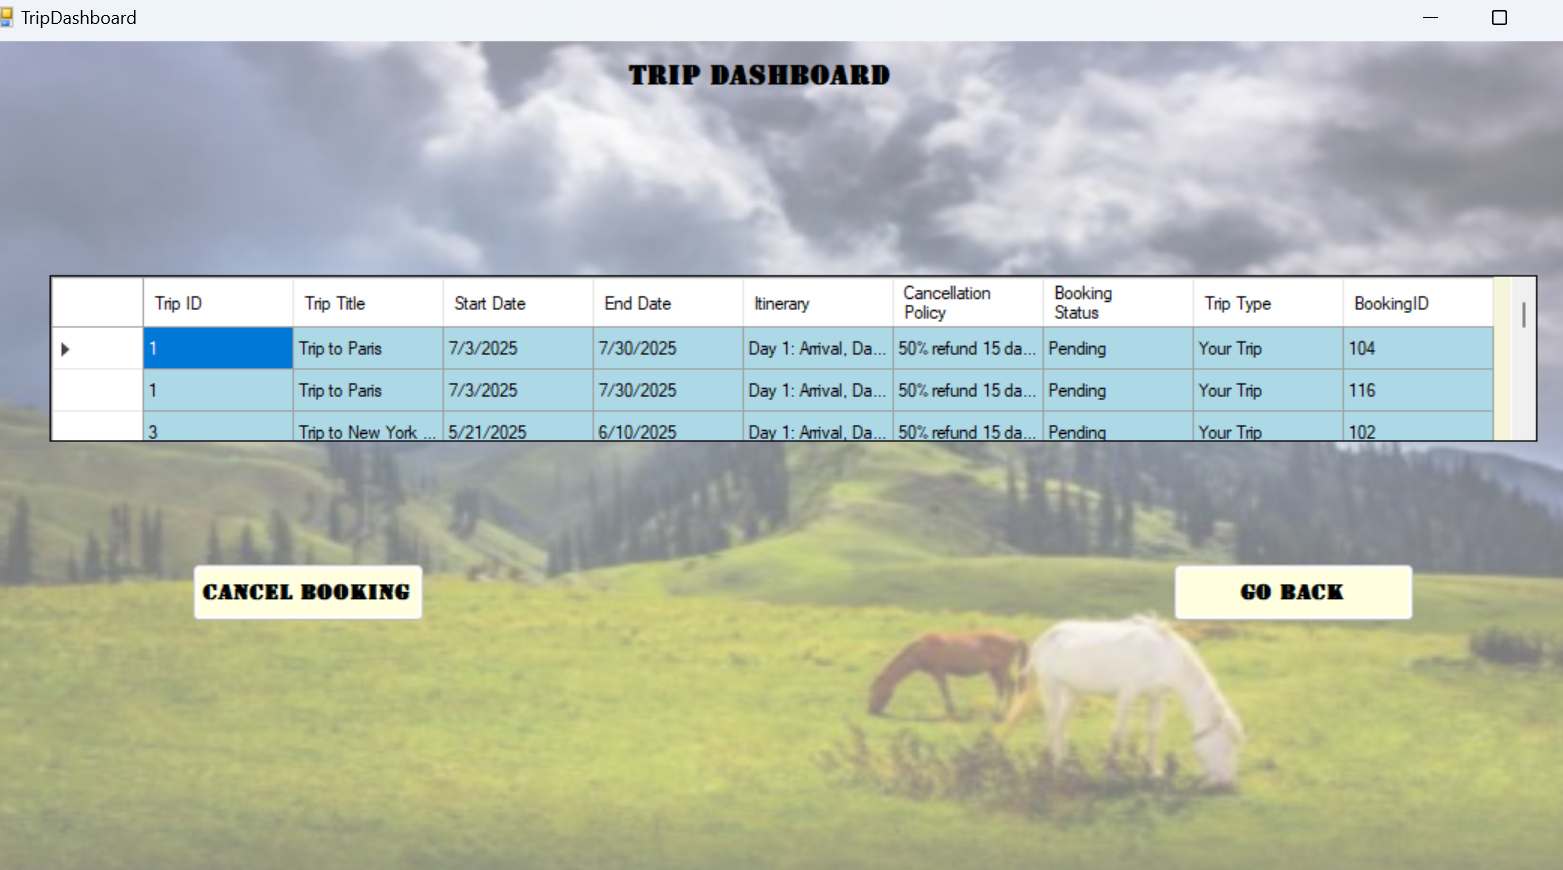 TripDashboard
TRIP DASHBOARD
Trip ID Trip Title Start Date End Date Itinerary Cancellation Policy Booking Status Trip Type BookingID
1 Trip to Paris 7/3/2025 7/30/2025 Day 1: Arrival, Da... 50% refund 15 da... Pending Your Trip 104
1 Trip to Paris 7/3/2025 7/30/2025 Day 1: Arrival, Da... 50% refund 15 da... Pending Your Trip 116
3 Trip to New York ... 5/21/2025 6/10/2025 Day 1: Arrival, Da... 50% refund 15 da... Pending Your Trip 102
CANCEL BOOKING GO BACK